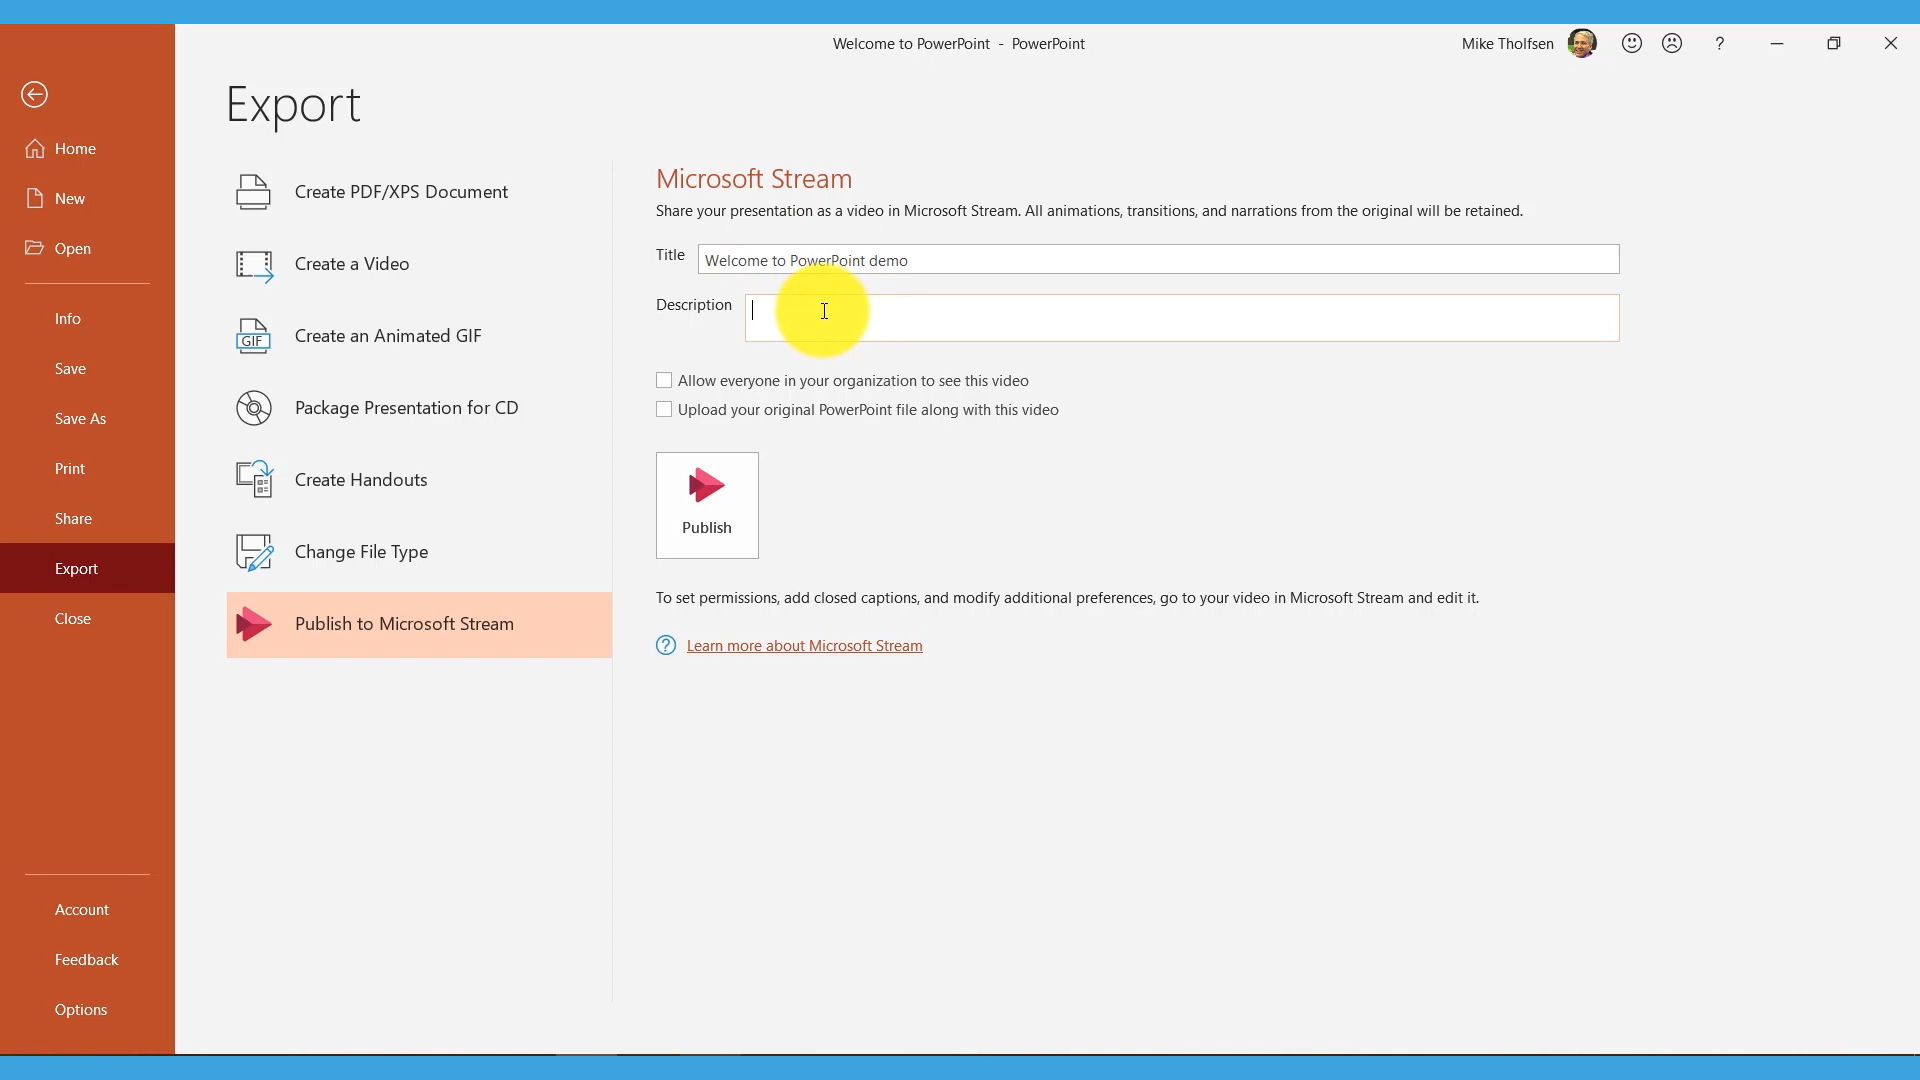 Welcome to PowerPoint - PowerPoint
Mike Tholfsen
?
Home
New
Open
Info
Save
Save As
Print
Share
Export
Close
Account
Feedback
Options
Export
Create PDF/XPS Document
Create a Video
GIF
Create an Animated GIF
Package Presentation for CD
Create Handouts
Change File Type
Publish to Microsoft Stream
Microsoft Stream
Share your presentation as a video in Microsoft Stream. All animations, transitions, and narrations from the original will be retained.
Title
Welcome to PowerPoint demo
Description
Allow everyone in your organization to see this video
Upload your original PowerPoint file along with this video
Publish
To set permissions, add closed captions, and modify additional preferences, go to your video in Microsoft Stream and edit it.
? Learn more about Microsoft Stream